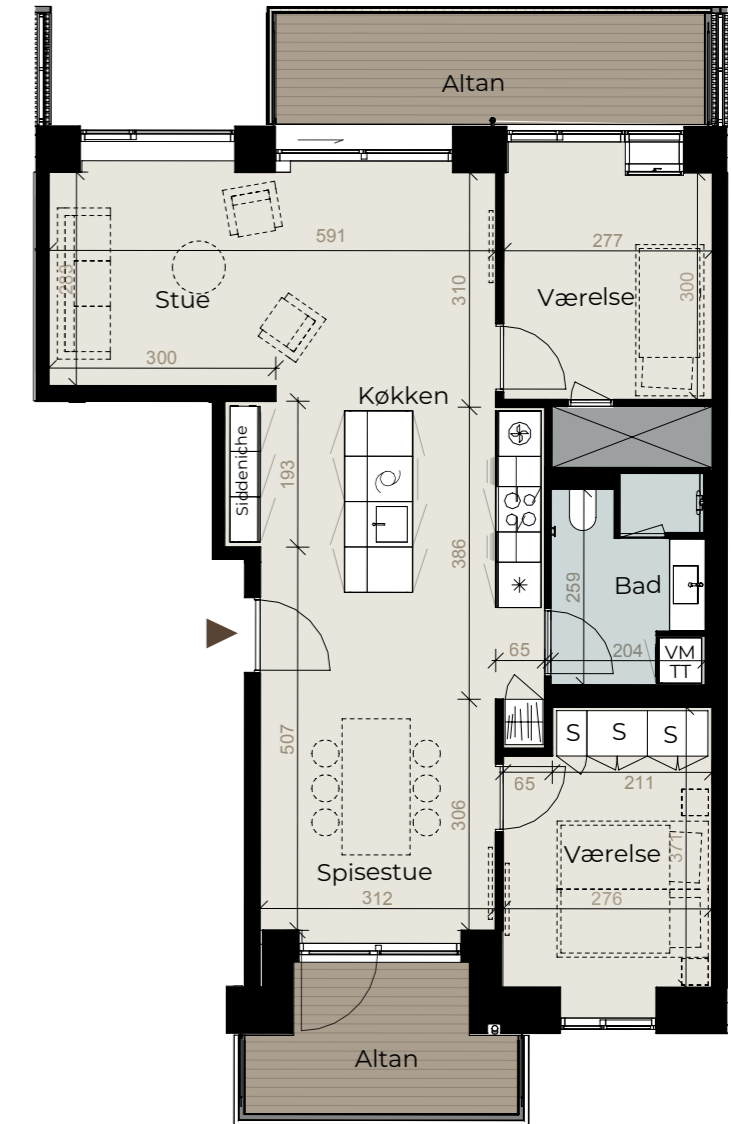 Altan
591
277
283
310
300
Stue
Værelse
300
Køkken
Siddeniche
193
386
259
Bad
65
204
VM
TT
507
S
S
S
65
211
306
Værelse
371
Spisestue
312
276
Altan